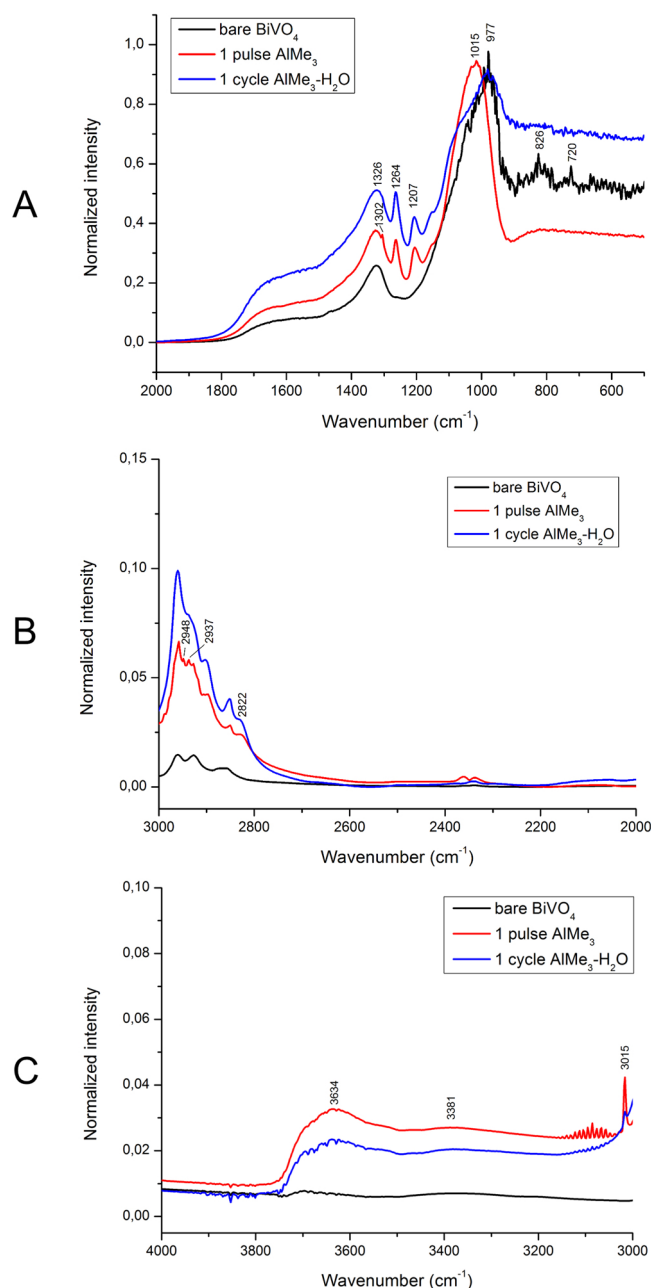 A
bare BiVO₄
1 pulse AlMe₃
1 cycle AlMe₃-H₂O
1015
977
826
720
1326
1302
1264
1207
Normalized intensity
1,0
0,8
0,6
0,4
0,2
0,0
2000 1800 1600 1400 1200 1000 800 600
Wavenumber (cm⁻¹)
B
bare BiVO₄
1 pulse AlMe₃
1 cycle AlMe₃-H₂O
2948
2937
2822
Normalized intensity
0,15
0,10
0,05
0,00
3000 2800 2600 2400 2200 2000
Wavenumber (cm⁻¹)
C
bare BiVO₄
1 pulse AlMe₃
1 cycle AlMe₃-H₂O
3634
3381
3015
Normalized intensity
0,10
0,08
0,06
0,04
0,02
0,00
4000 3800 3600 3400 3200 3000
Wavenumber (cm⁻¹)